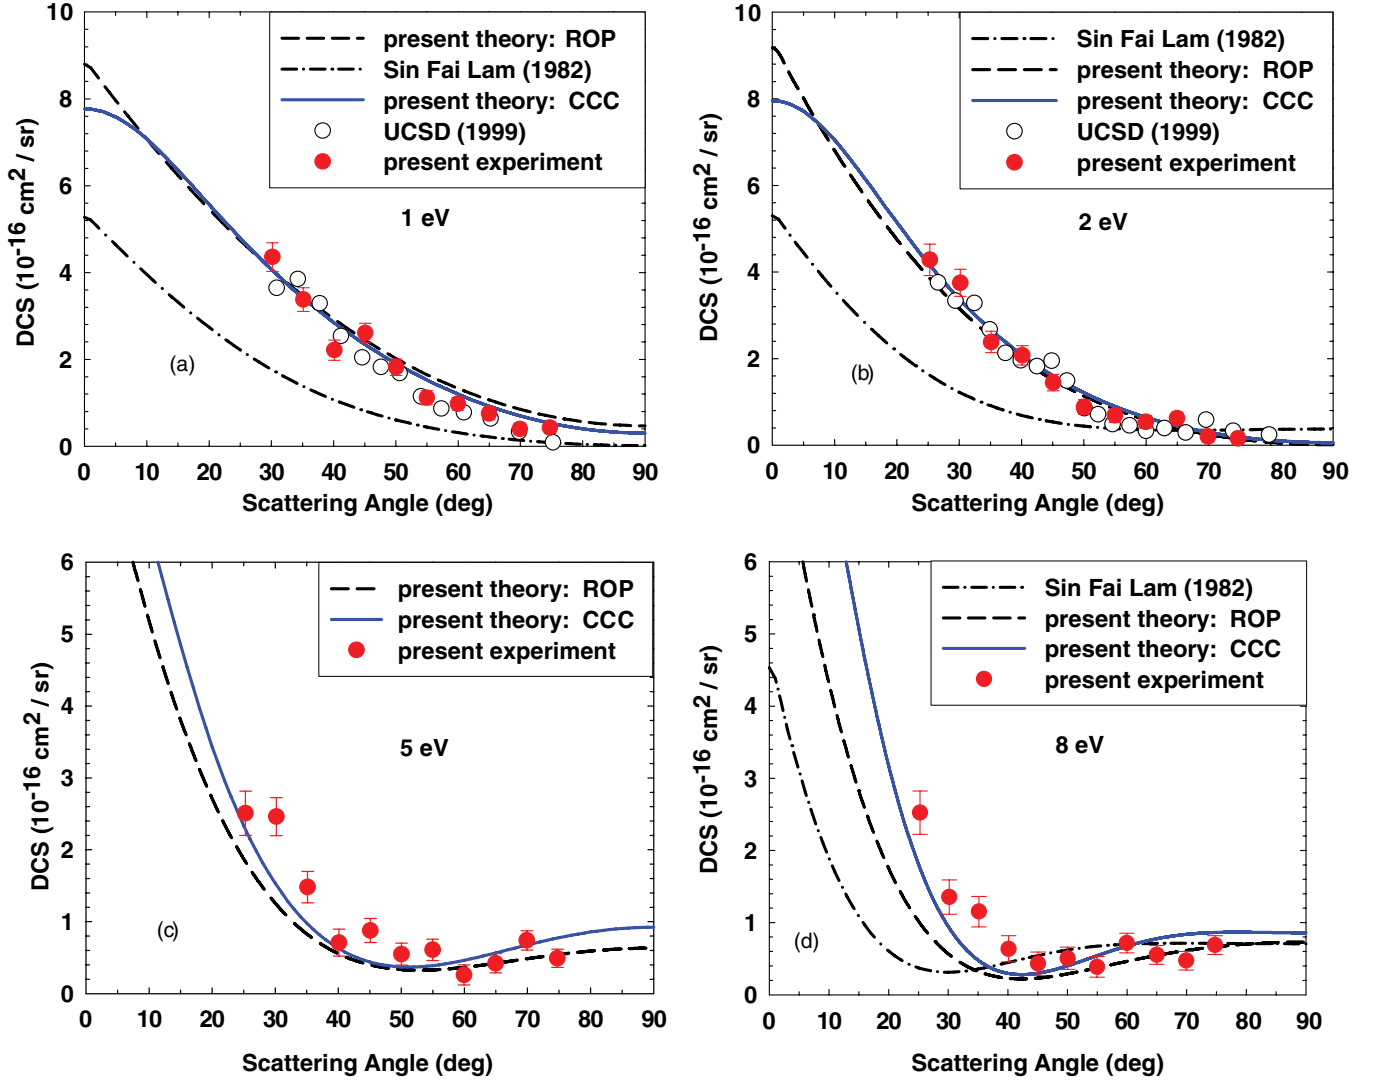 present theory: ROP
Sin Fai Lam (1982)
present theory: CCC
UCSD (1999)
present experiment
1 eV
(a)
DCS (10⁻¹⁶ cm² / sr)
10
8
6
4
2
0
0 10 20 30 40 50 60 70 80 90
Scattering Angle (deg)
Sin Fai Lam (1982)
present theory: ROP
present theory: CCC
UCSD (1999)
present experiment
2 eV
(b)
DCS (10⁻¹⁶ cm² / sr)
10
8
6
4
2
0
0 10 20 30 40 50 60 70 80 90
Scattering Angle (deg)
present theory: ROP
present theory: CCC
present experiment
5 eV
(c)
DCS (10⁻¹⁶ cm² / sr)
6
5
4
3
2
1
0
0 10 20 30 40 50 60 70 80 90
Scattering Angle (deg)
Sin Fai Lam (1982)
present theory: ROP
present theory: CCC
present experiment
8 eV
(d)
DCS (10⁻¹⁶ cm² / sr)
6
5
4
3
2
1
0
0 10 20 30 40 50 60 70 80 90
Scattering Angle (deg)